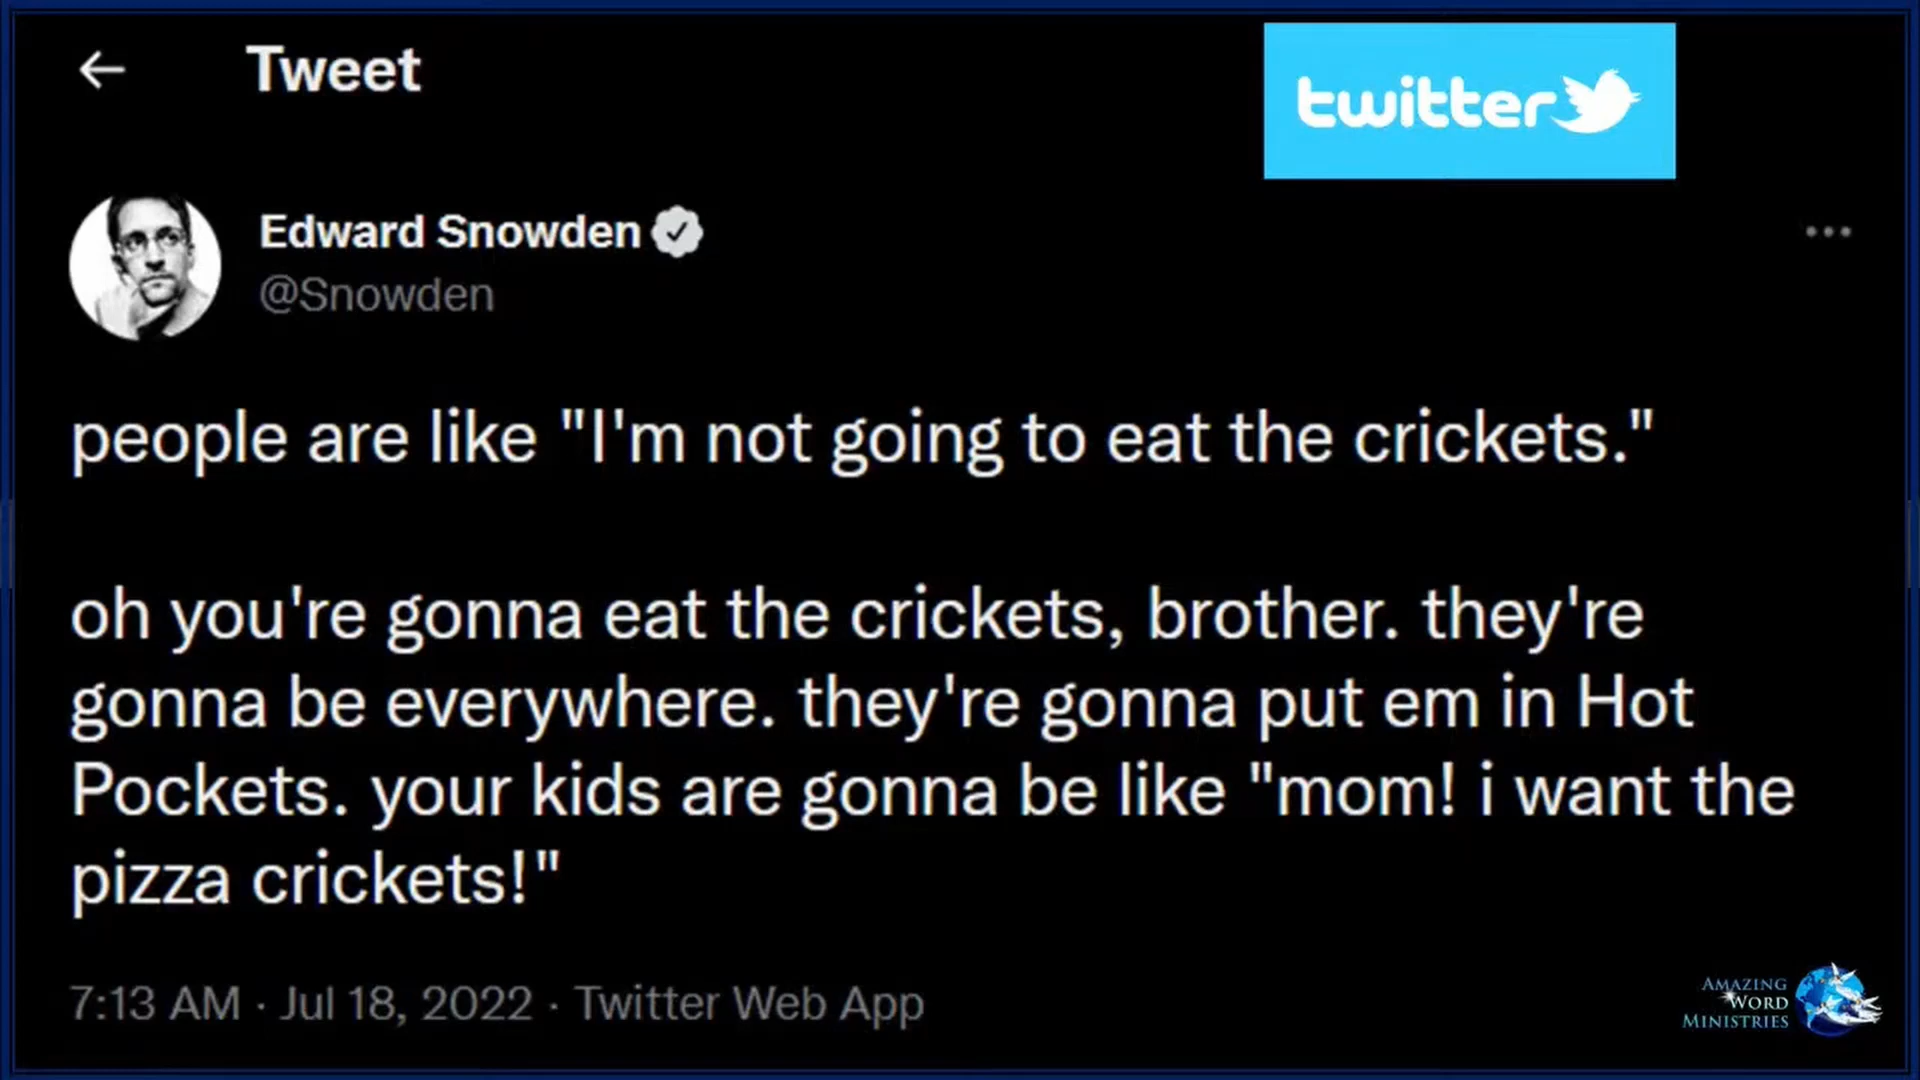 Tweet
twitter
Edward Snowden
@Snowden
people are like "I'm not going to eat the crickets."
oh you're gonna eat the crickets, brother. they're
gonna be everywhere. they're gonna put em in Hot
Pockets. your kids are gonna be like "mom! i want the
pizza crickets!"
7:13 AM · Jul 18, 2022 · Twitter Web App
AMAZING
WORD
MINISTRIES